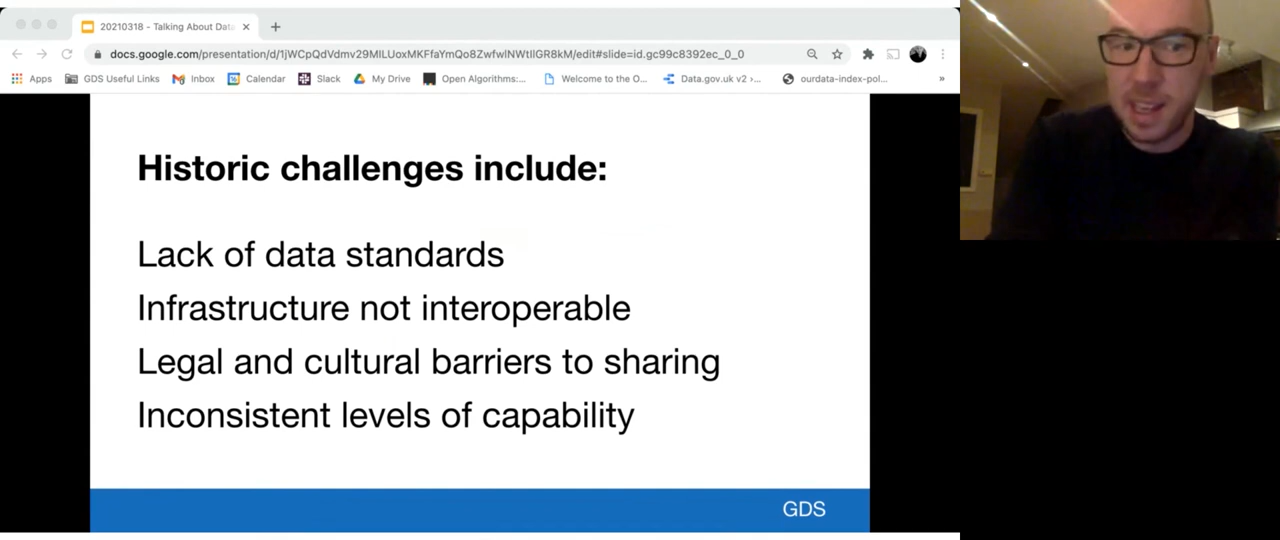 20210318 - Talking About Data
docs.google.com/presentation/d/1jWCpQdVdmv29MILUoxMKFfaYmQo8ZwfwlNWtIlGR8kM/edit#slide=id.gc99c8392ec_0_0
Apps GDS Useful Links Inbox Calendar Slack My Drive Open Algorithms:... Welcome to the O... Data.gov.uk v2 ›... ourdata-index-pol... »
Historic challenges include:
Lack of data standards
Infrastructure not interoperable
Legal and cultural barriers to sharing
Inconsistent levels of capability
GDS